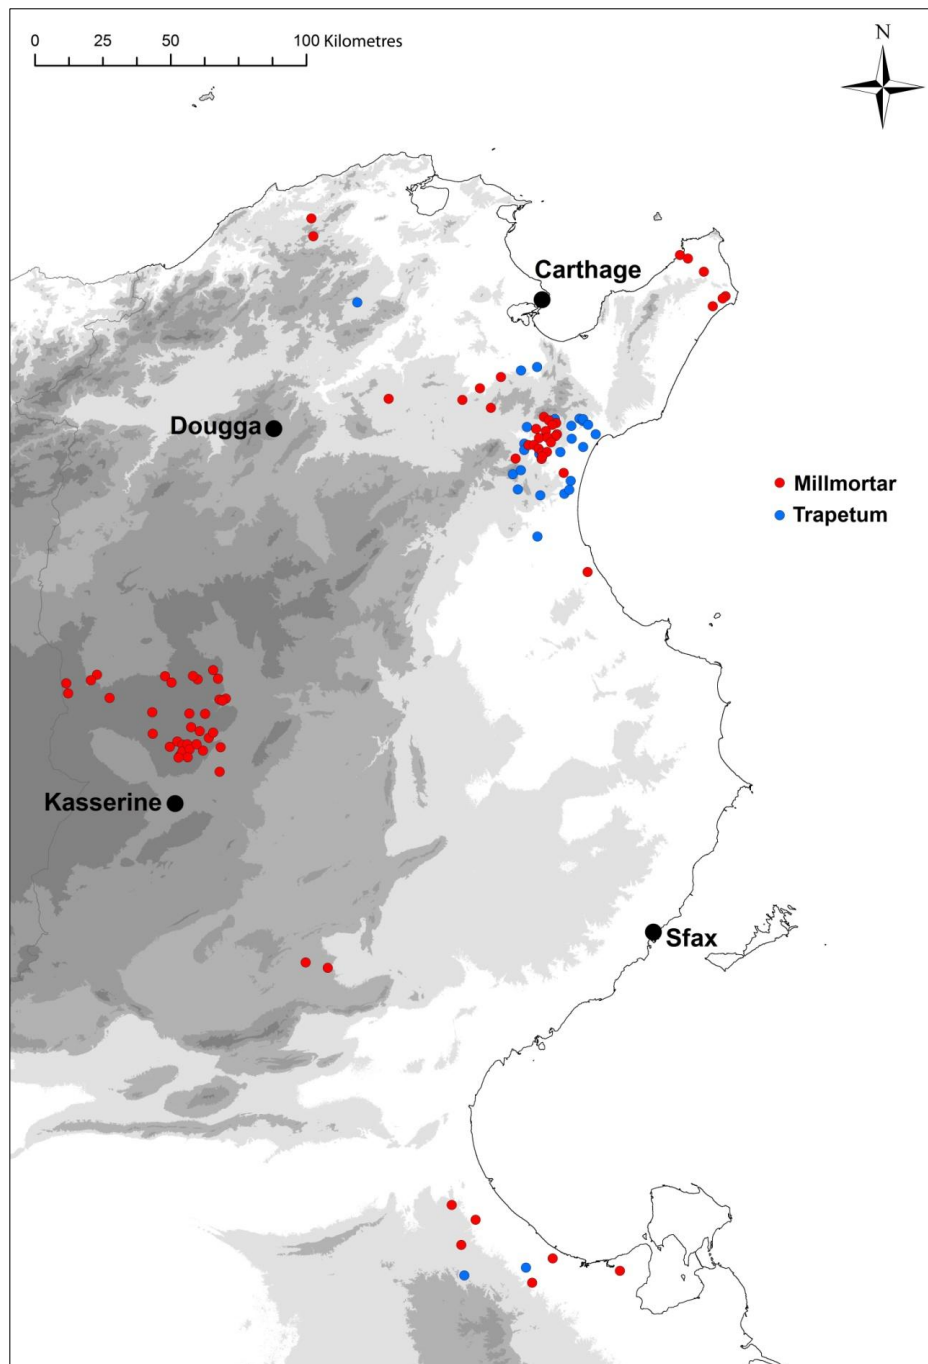 0 25 50 100 Kilometres
N
Carthage
Dougga
Millmortar
Trapetum
Kasserine
Sfax